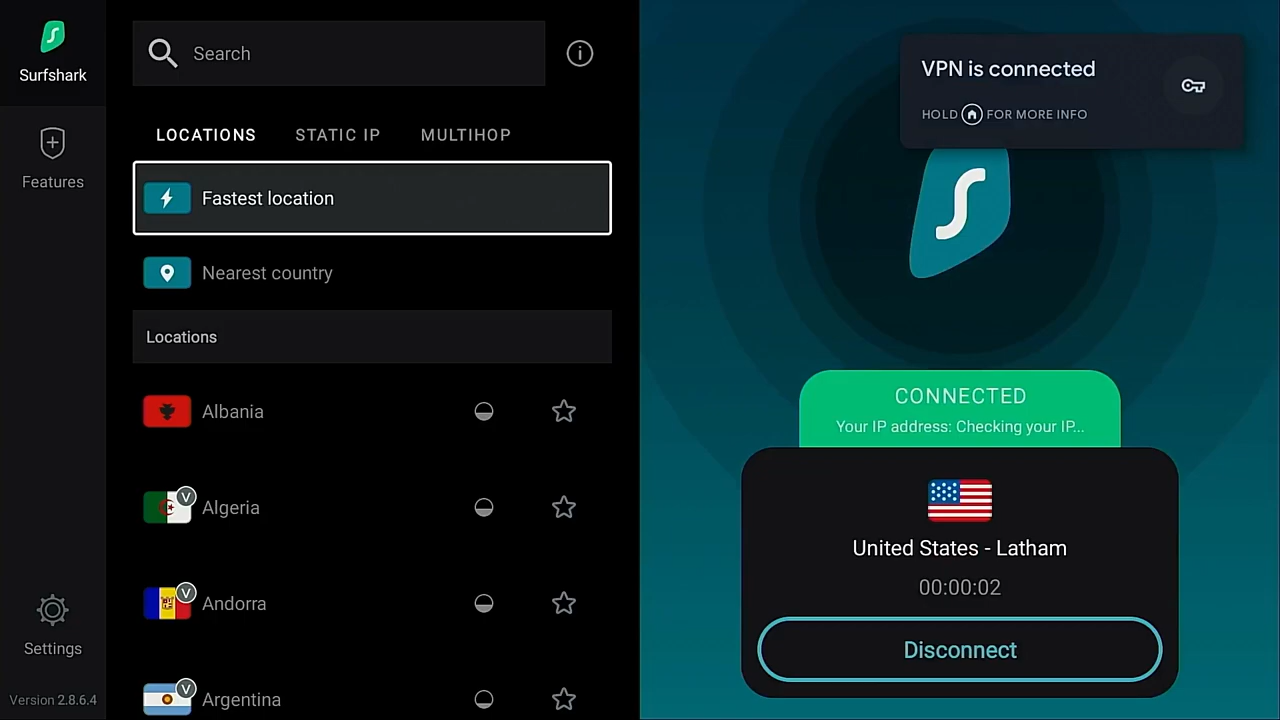 Surfshark
Features
Settings
Version 2.8.6.4
Search
LOCATIONS STATIC IP MULTIHOP
Fastest location
Nearest country
Locations
Albania
V
Algeria
V
Andorra
V
Argentina
VPN is connected
HOLD FOR MORE INFO
CONNECTED
Your IP address: Checking your IP...
United States - Latham
00:00:02
Disconnect